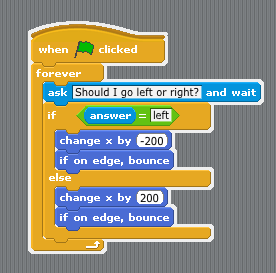 when clicked
forever
ask Should I go left or right? and wait
if answer = left
change x by -200
if on edge, bounce
else
change x by 200
if on edge, bounce